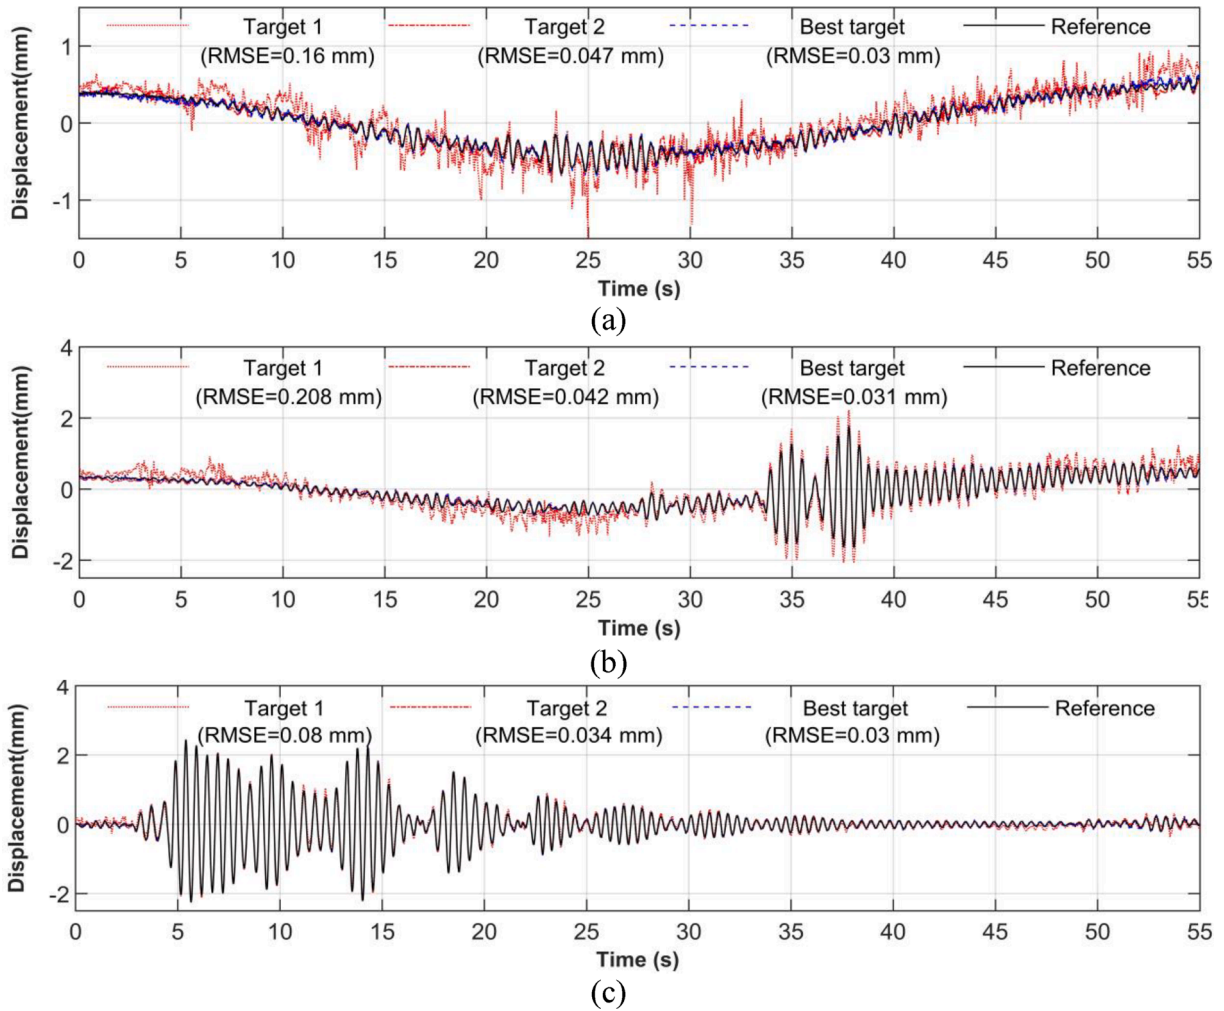 Target 1 Target 2 Best target Reference
(RMSE=0.16 mm) (RMSE=0.047 mm) (RMSE=0.03 mm)
1
0
-1
Displacement(mm)
0 5 10 15 20 25 30 35 40 45 50 55
Time (s)
(a)
4
Target 1 Target 2 Best target Reference
(RMSE=0.208 mm) (RMSE=0.042 mm) (RMSE=0.031 mm)
2
0
-2
Displacement(mm)
0 5 10 15 20 25 30 35 40 45 50 55
Time (s)
(b)
4
Target 1 Target 2 Best target Reference
(RMSE=0.08 mm) (RMSE=0.034 mm) (RMSE=0.03 mm)
2
0
-2
Displacement(mm)
0 5 10 15 20 25 30 35 40 45 50 55
Time (s)
(c)